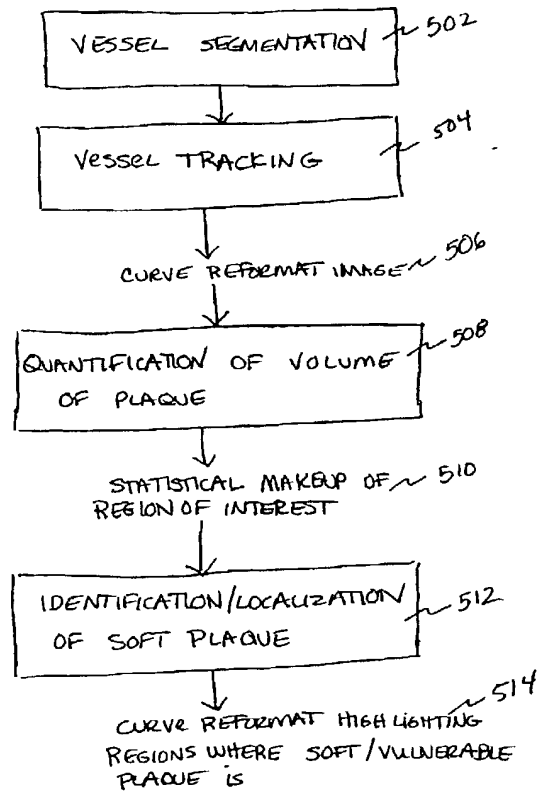 VESSEL SEGMENTATION 502
VESSEL TRACKING 504
CURVE REFORMAT IMAGE 506
QUANTIFICATION OF VOLUME 508
OF PLAQUE
STATISTICAL MAKEUP OF 510
REGION OF INTEREST
IDENTIFICATION/LOCALIZATION
OF SOFT PLAQUE 512
CURVE REFORMAT HIGHLIGHTING 514
REGIONS WHERE SOFT/VULNERABLE
PLAQUE IS